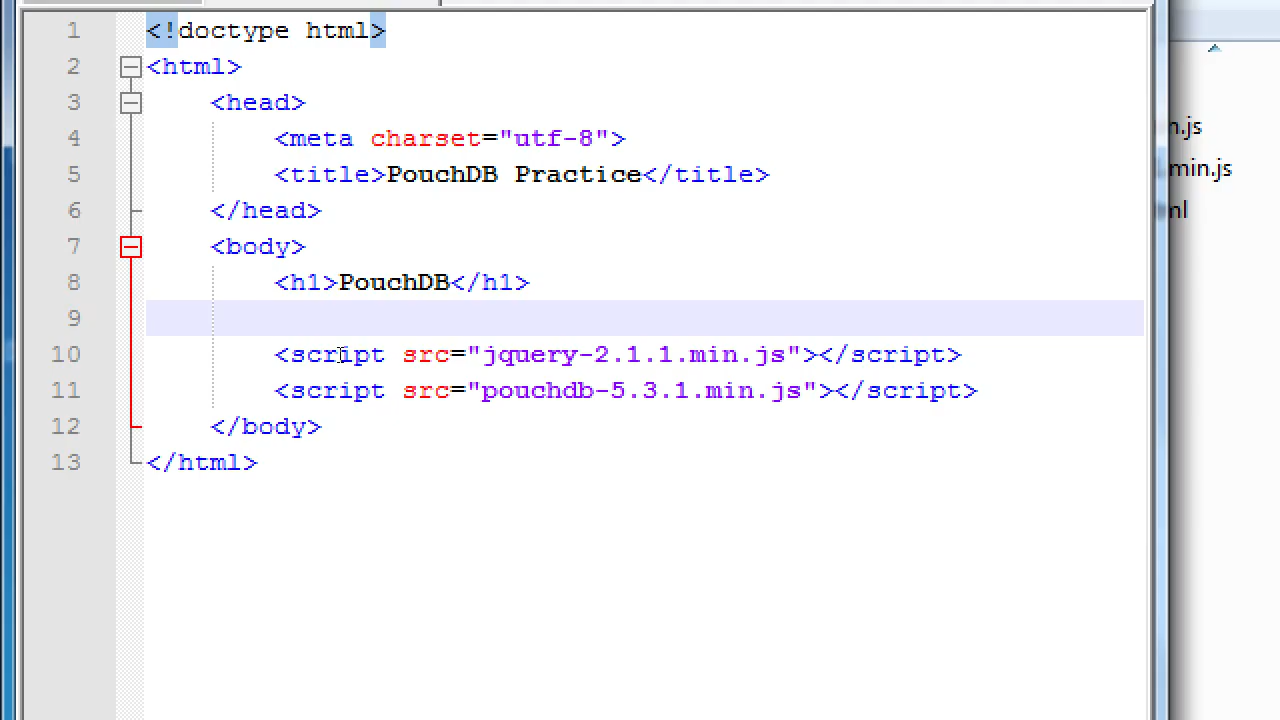 1 <!doctype html>
2 <html>
3 <head>
4 <meta charset="utf-8">
5 <title>PouchDB Practice</title>
6 </head>
7 <body>
8 <h1>PouchDB</h1>
9
10 <script src="jquery-2.1.1.min.js"></script>
11 <script src="pouchdb-5.3.1.min.js"></script>
12 </body>
13 </html>
n.js
min.js
ml